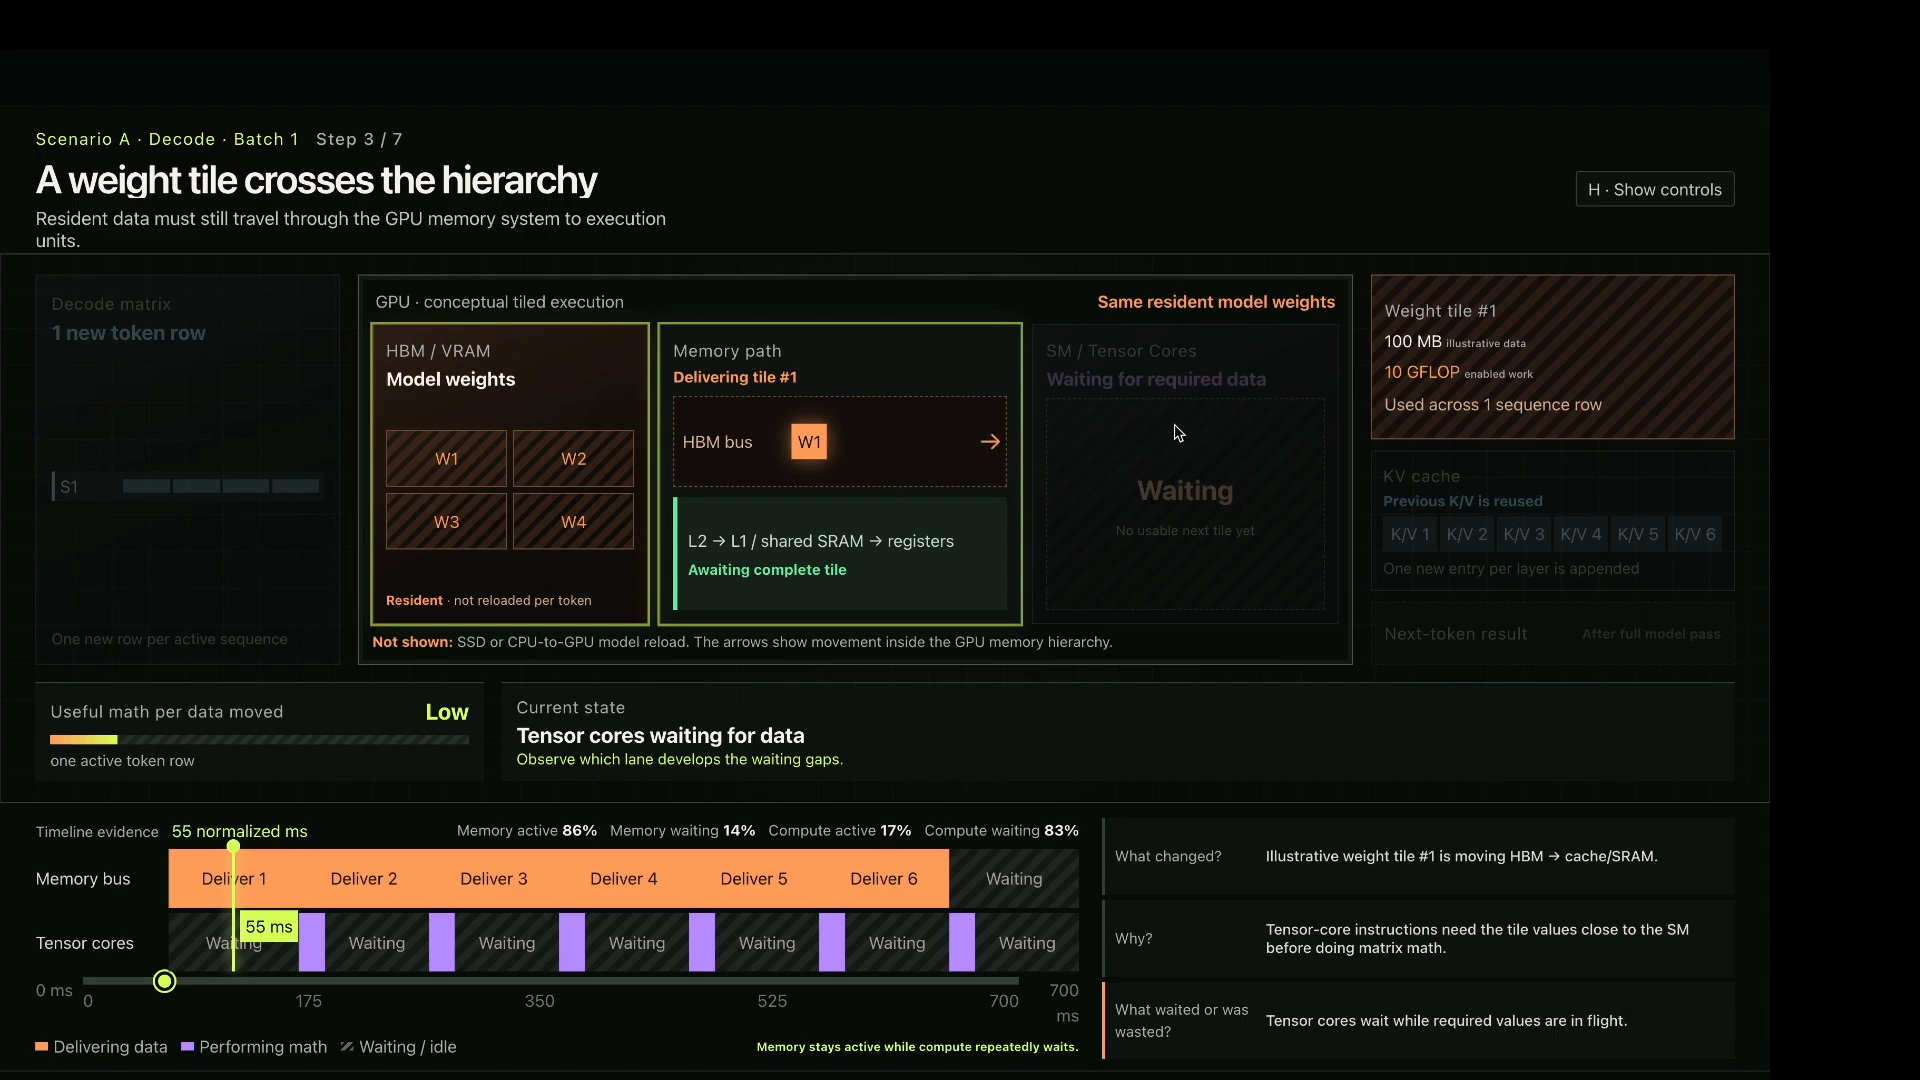 Scenario A · Decode · Batch 1 Step 3 / 7
A weight tile crosses the hierarchy
Resident data must still travel through the GPU memory system to execution
units.
H · Show controls
Decode matrix
1 new token row
S1
One new row per active sequence
GPU · conceptual tiled execution
Same resident model weights
HBM / VRAM
Model weights
W1 W2
W3 W4
Resident · not reloaded per token
Memory path
Delivering tile #1
HBM bus W1 →
L2 → L1 / shared SRAM → registers
Awaiting complete tile
SM / Tensor Cores
Waiting for required data
Waiting
No usable next tile yet
Not shown: SSD or CPU-to-GPU model reload. The arrows show movement inside the GPU memory hierarchy.
Weight tile #1
100 MB illustrative data
10 GFLOP enabled work
Used across 1 sequence row
KV cache
Previous K/V is reused
K/V 1 K/V 2 K/V 3 K/V 4 K/V 5 K/V 6
One new entry per layer is appended
Next-token result After full model pass
Useful math per data moved Low
one active token row
Current state
Tensor cores waiting for data
Observe which lane develops the waiting gaps.
Timeline evidence 55 normalized ms Memory active 86% Memory waiting 14% Compute active 17% Compute waiting 83%
Memory bus Deliver 1 Deliver 2 Deliver 3 Deliver 4 Deliver 5 Deliver 6 Waiting
55 ms
Tensor cores Waiting Waiting Waiting Waiting Waiting Waiting Waiting
0 ms 700
ms
0 175 350 525 700
Delivering data Performing math Waiting / idle
Memory stays active while compute repeatedly waits.
What changed? Illustrative weight tile #1 is moving HBM → cache/SRAM.
Why? Tensor-core instructions need the tile values close to the SM
before doing matrix math.
What waited or was
wasted?
Tensor cores wait while required values are in flight.